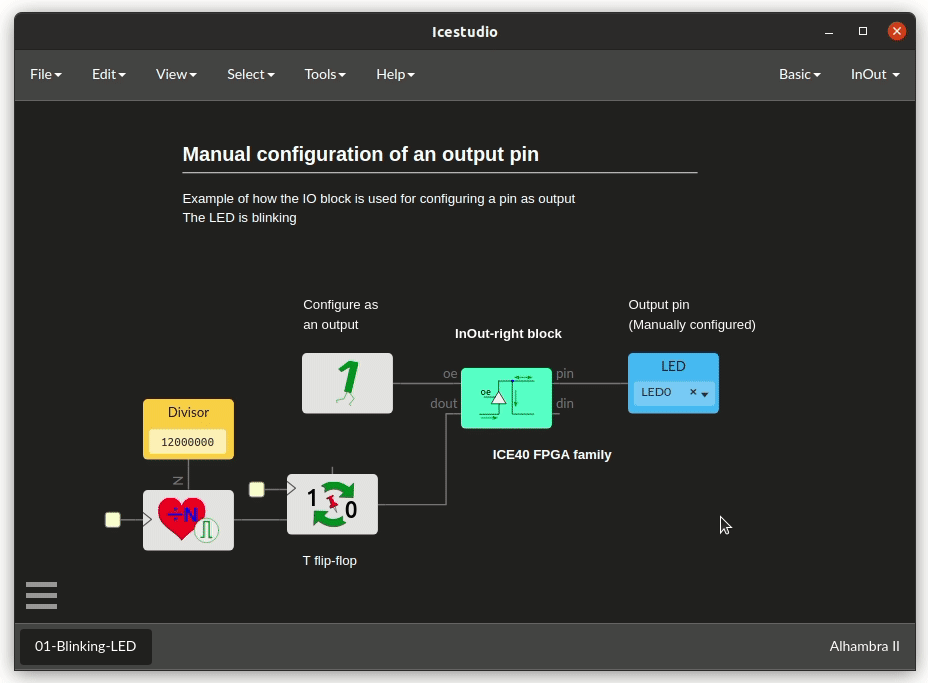 Icestudio
File Edit View Select Tools Help Basic InOut
Manual configuration of an output pin
Example of how the IO block is used for configuring a pin as output
The LED is blinking
Configure as
an output
Output pin
(Manually configured)
InOut-right block
1
oe
dout
oe
pin
din
LED
LED0 ×
ICE40 FPGA family
Divisor
12000000
N
÷N
1 0
T flip-flop
01-Blinking-LED
Alhambra II